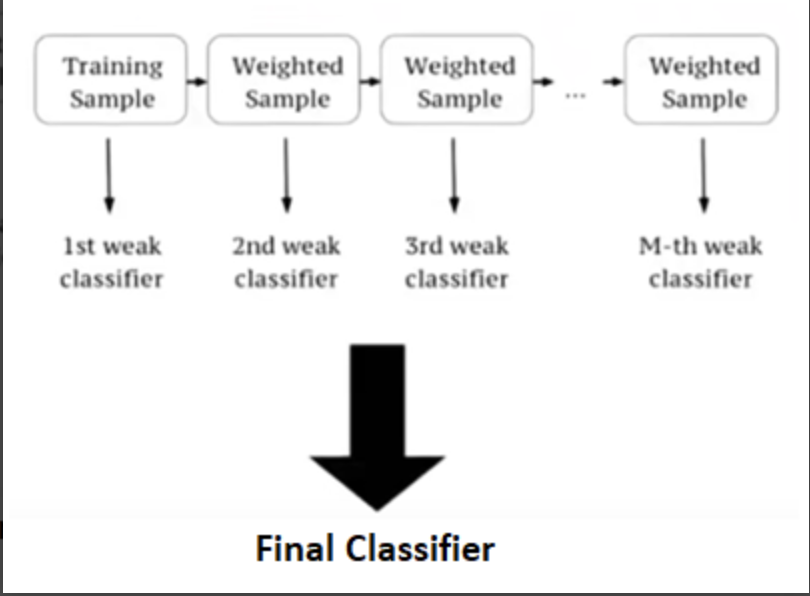 Training
Sample
Weighted
Sample
Weighted
Sample
...
Weighted
Sample
1st weak
classifier
2nd weak
classifier
3rd weak
classifier
M-th weak
classifier
Final Classifier